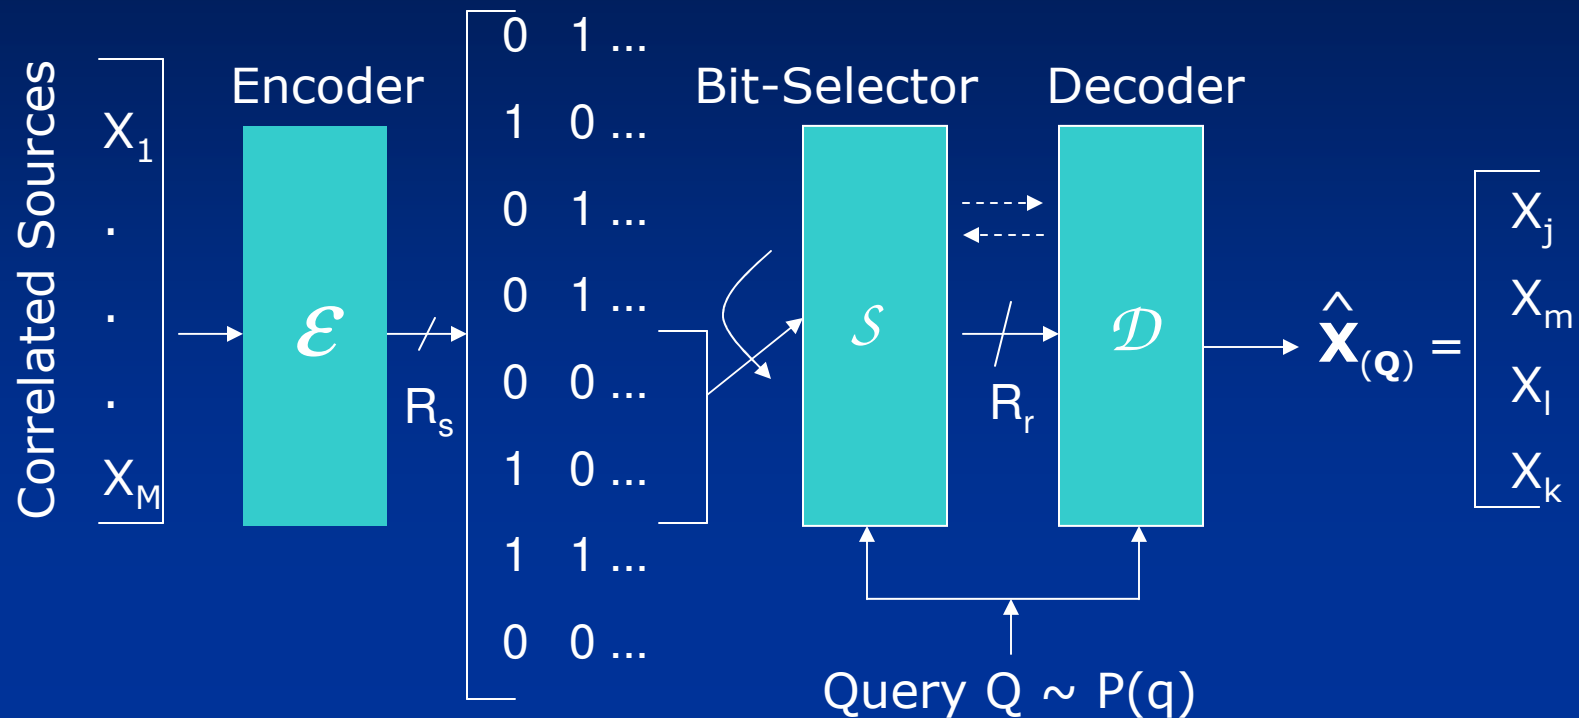 Correlated Sources
X1
.
.
.
XM
Encoder
ℰ
Rs
0 1 ...
1 0 ...
0 1 ...
0 1 ...
0 0 ...
1 0 ...
1 1 ...
0 0 ...
Bit-Selector
𝒮
Rr
Decoder
𝒟
X̂(Q) =
Xj
Xm
Xl
Xk
Query Q ~ P(q)